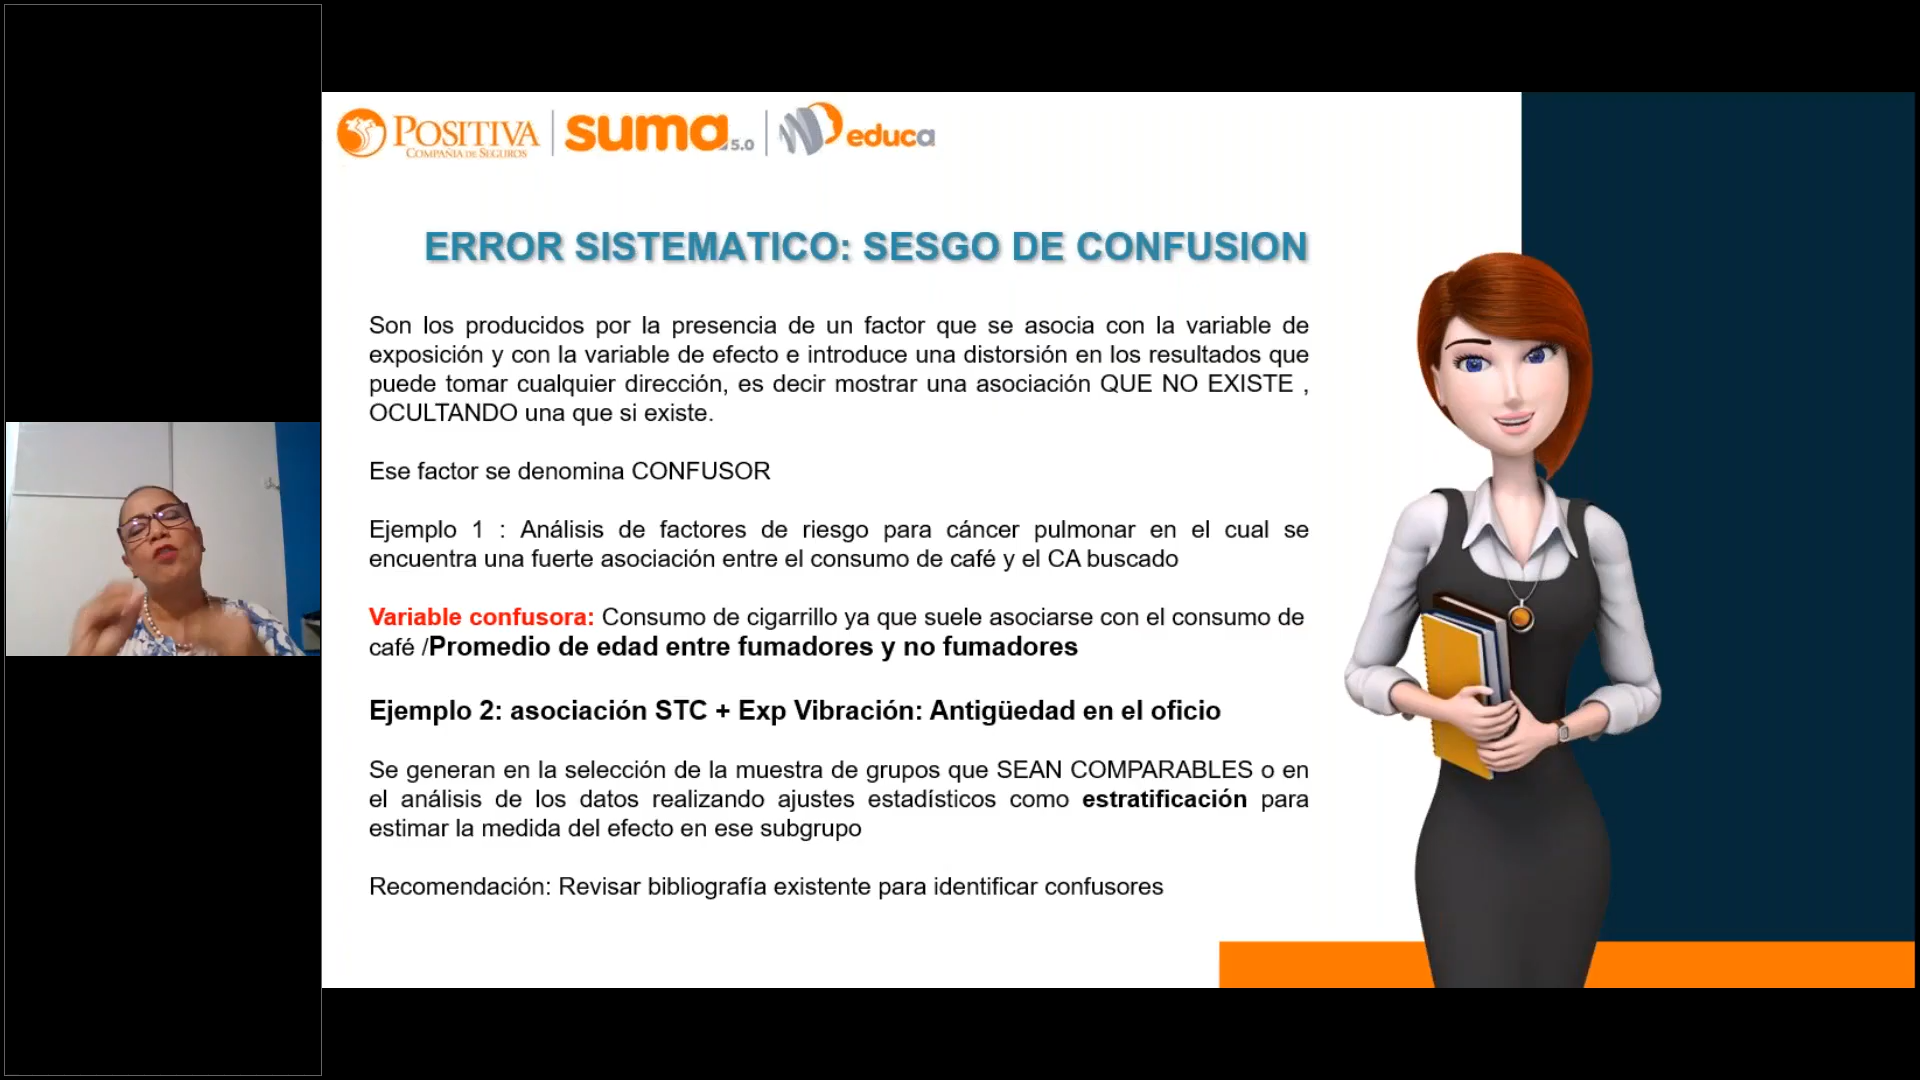 POSITIVA
COMPAÑIA DE SEGUROS
suma 5.0
educa
ERROR SISTEMATICO: SESGO DE CONFUSION
Son los producidos por la presencia de un factor que se asocia con la variable de
exposición y con la variable de efecto e introduce una distorsión en los resultados que
puede tomar cualquier dirección, es decir mostrar una asociación QUE NO EXISTE ,
OCULTANDO una que si existe.
Ese factor se denomina CONFUSOR
Ejemplo 1 : Análisis de factores de riesgo para cáncer pulmonar en el cual se
encuentra una fuerte asociación entre el consumo de café y el CA buscado
Variable confusora: Consumo de cigarrillo ya que suele asociarse con el consumo de
café /Promedio de edad entre fumadores y no fumadores
Ejemplo 2: asociación STC + Exp Vibración: Antigüedad en el oficio
Se generan en la selección de la muestra de grupos que SEAN COMPARABLES o en
el análisis de los datos realizando ajustes estadísticos como estratificación para
estimar la medida del efecto en ese subgrupo
Recomendación: Revisar bibliografía existente para identificar confusores